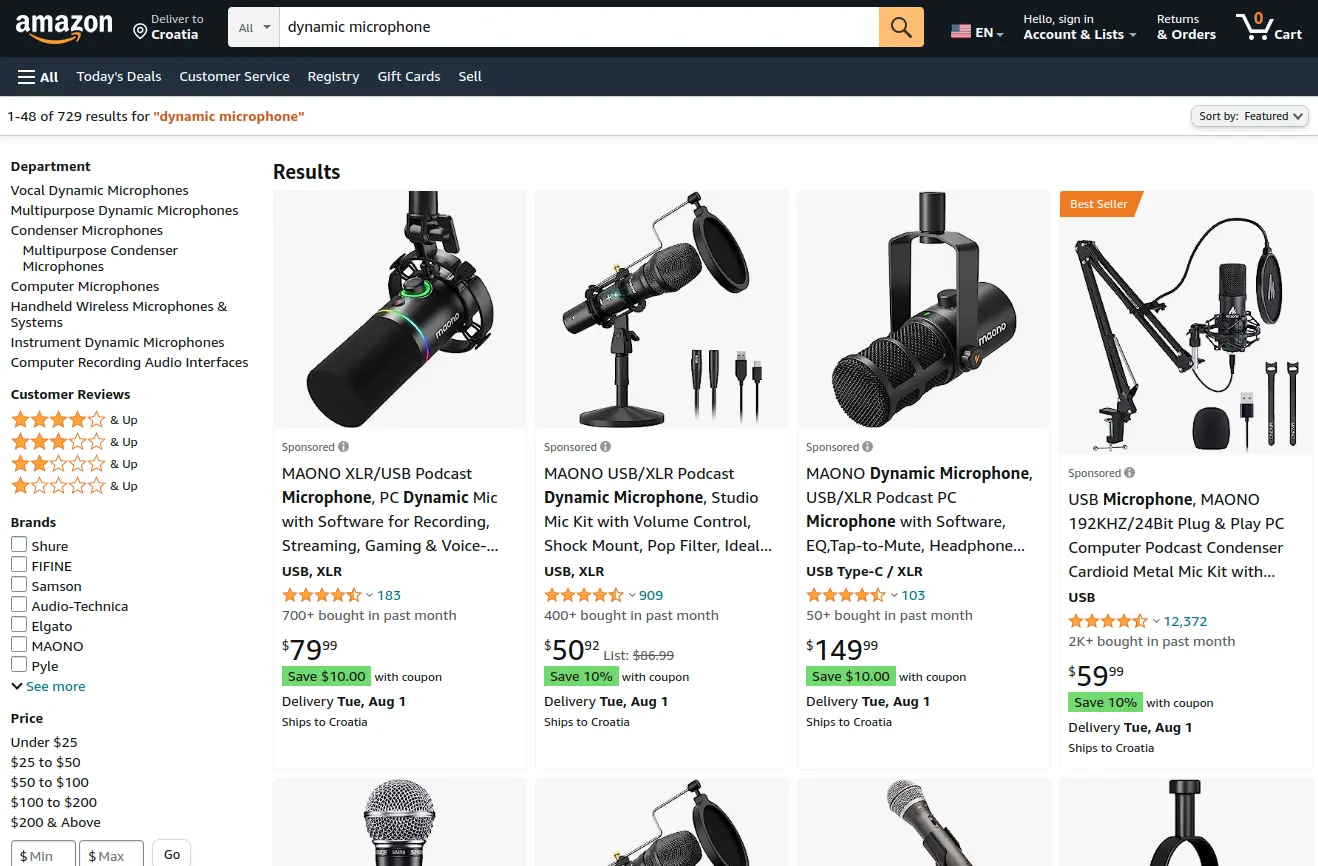 amazon
Deliver to
Croatia
All
dynamic microphone
EN
Hello, sign in
Account & Lists
Returns
& Orders
0
Cart
All
Today's Deals
Customer Service
Registry
Gift Cards
Sell
1-48 of 729 results for "dynamic microphone"
Sort by: Featured
Department
Vocal Dynamic Microphones
Multipurpose Dynamic Microphones
Condenser Microphones
Multipurpose Condenser
Microphones
Computer Microphones
Handheld Wireless Microphones &
Systems
Instrument Dynamic Microphones
Computer Recording Audio Interfaces
Customer Reviews
& Up
& Up
& Up
& Up
Brands
Shure
FIFINE
Samson
Audio-Technica
Elgato
MAONO
Pyle
See more
Price
Under $25
$25 to $50
$50 to $100
$100 to $200
$200 & Above
$ Min
$ Max
Go
Results
maono
Sponsored
MAONO XLR/USB Podcast
Microphone, PC Dynamic Mic
with Software for Recording,
Streaming, Gaming & Voice-...
USB, XLR
183
700+ bought in past month
$79 99
Save $10.00 with coupon
Delivery Tue, Aug 1
Ships to Croatia
Sponsored
MAONO USB/XLR Podcast
Dynamic Microphone, Studio
Mic Kit with Volume Control,
Shock Mount, Pop Filter, Ideal...
USB, XLR
909
400+ bought in past month
$50 92 List: $86.99
Save 10% with coupon
Delivery Tue, Aug 1
Ships to Croatia
maono
Sponsored
MAONO Dynamic Microphone,
USB/XLR Podcast PC
Microphone with Software,
EQ,Tap-to-Mute, Headphone...
USB Type-C / XLR
103
50+ bought in past month
$149 99
Save $10.00 with coupon
Delivery Tue, Aug 1
Ships to Croatia
Best Seller
Sponsored
USB Microphone, MAONO
192KHZ/24Bit Plug & Play PC
Computer Podcast Condenser
Cardioid Metal Mic Kit with...
USB
12,372
2K+ bought in past month
$59 99
Save 10% with coupon
Delivery Tue, Aug 1
Ships to Croatia